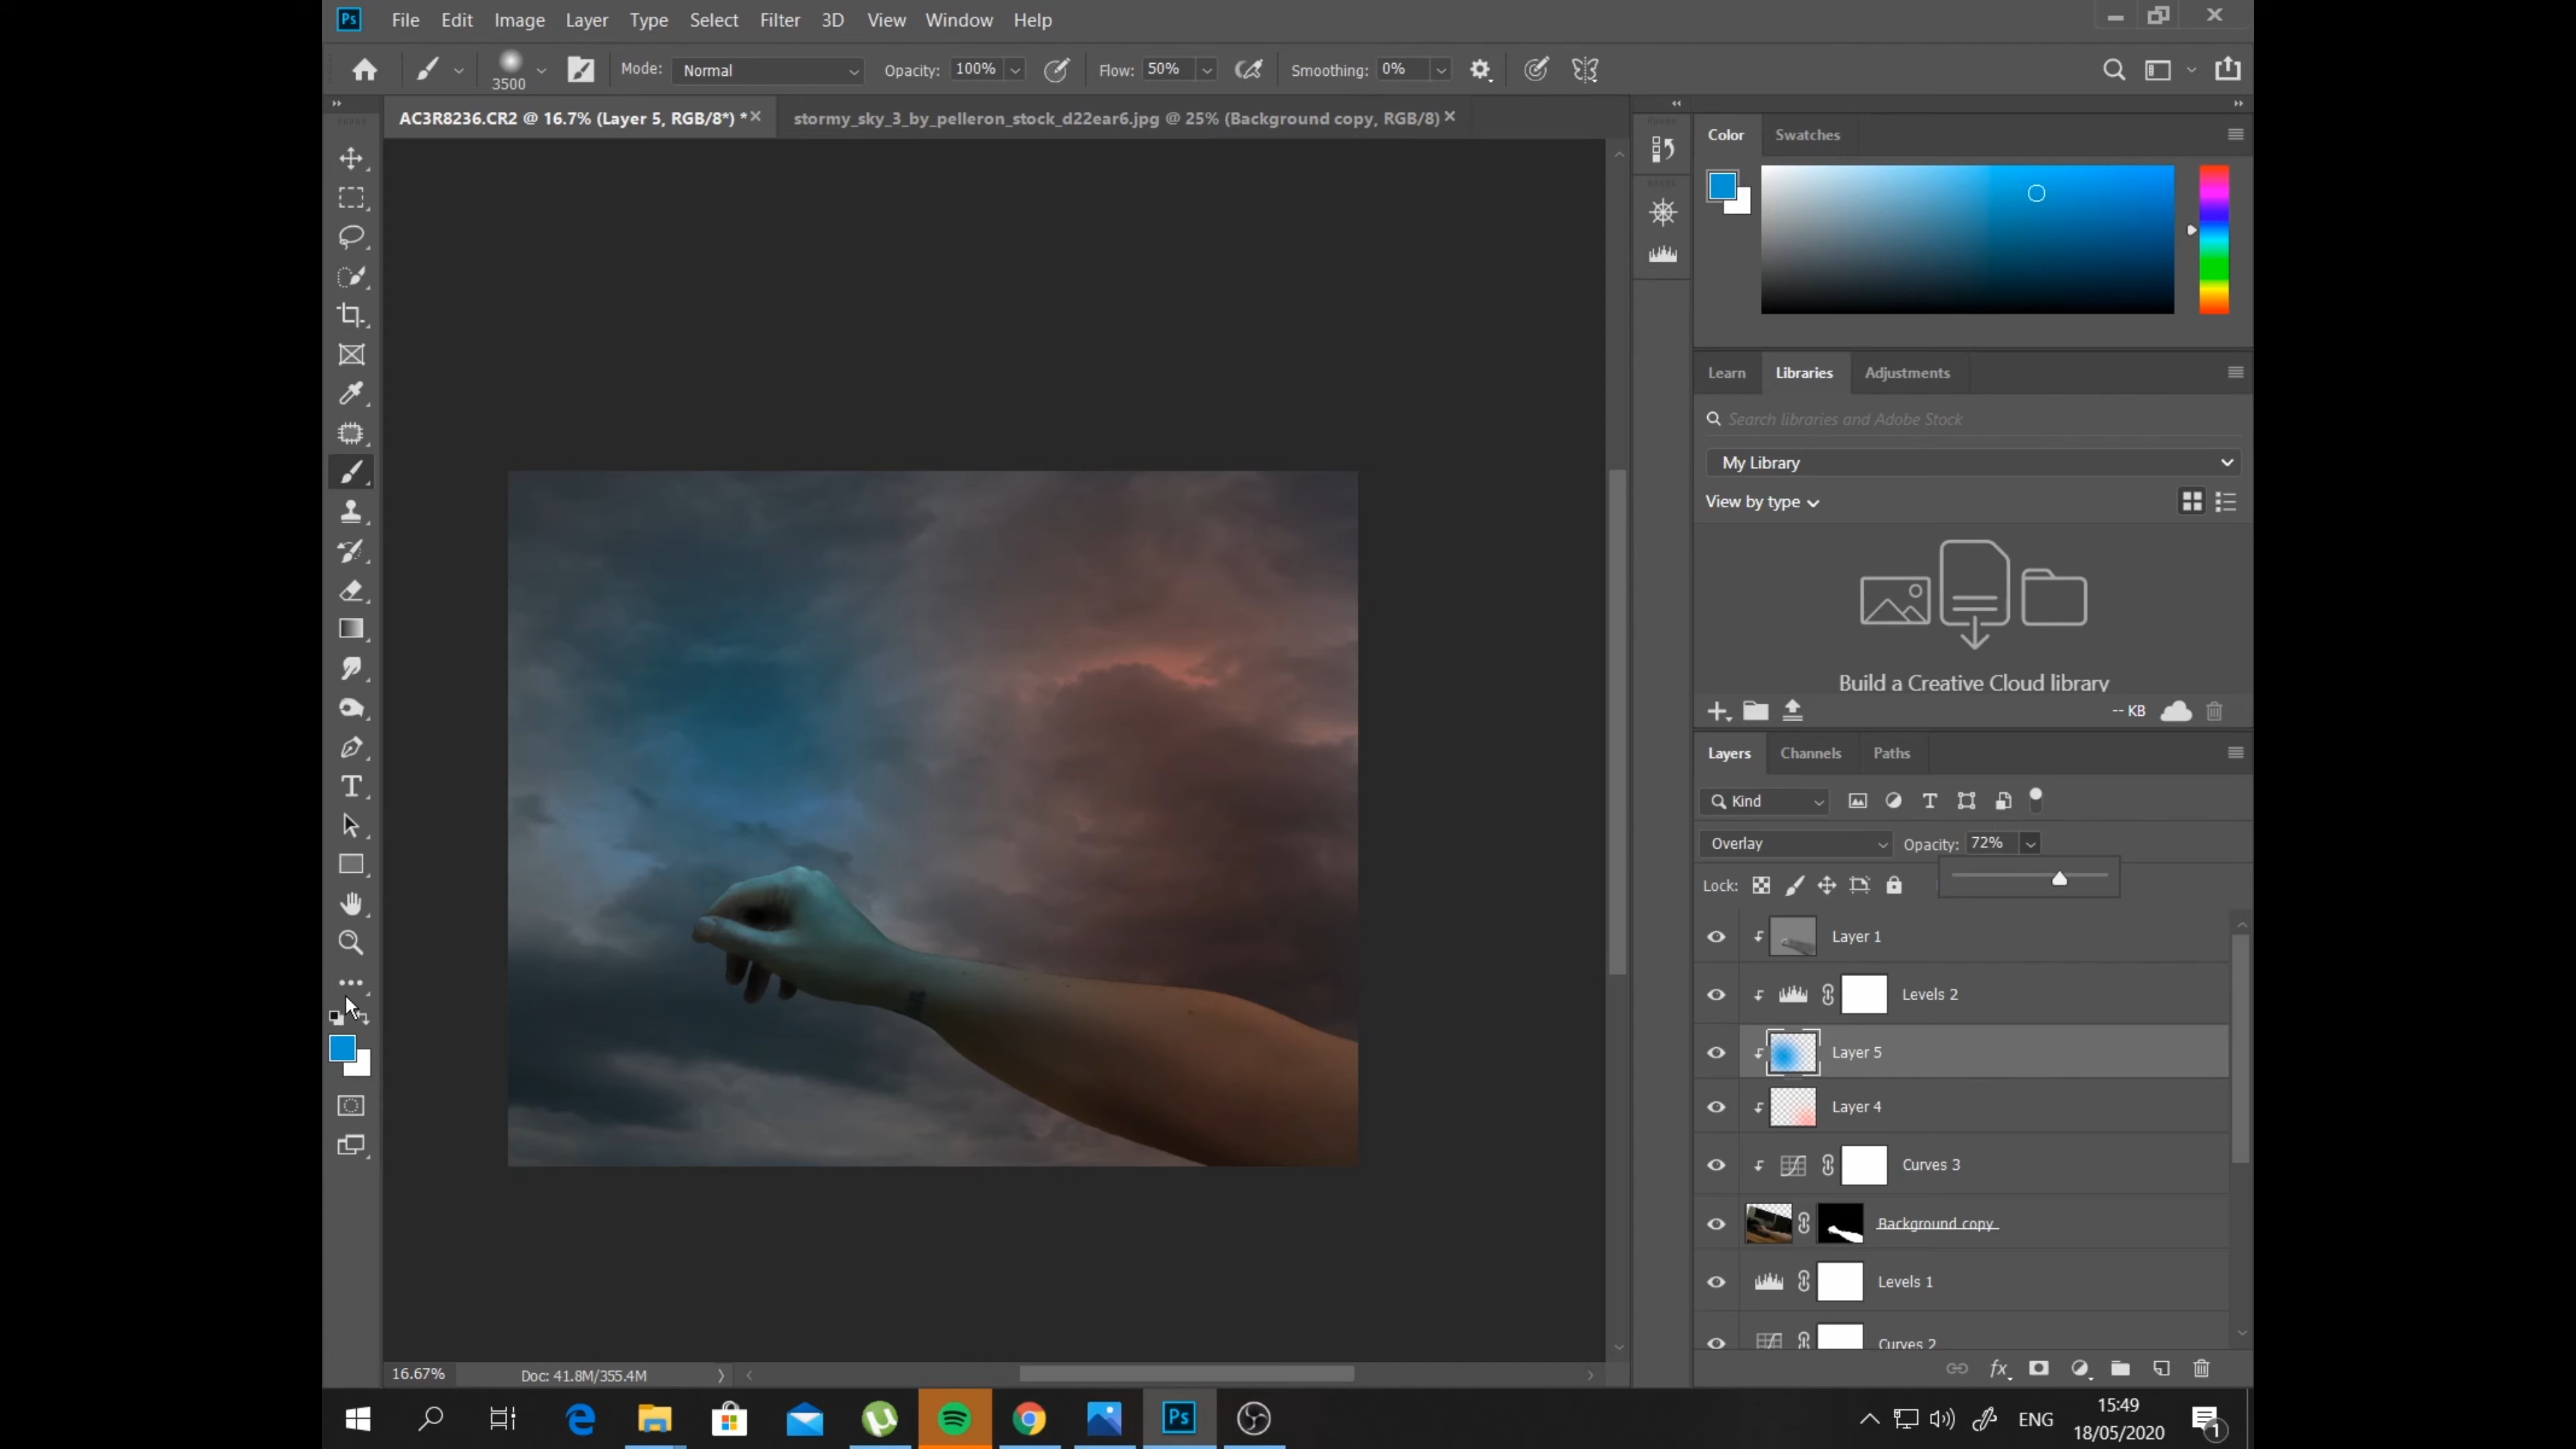 Ps File Edit Image Layer Type Select Filter 3D View Window Help
3500 Mode: Normal Opacity: 100% Flow: 50% Smoothing: 0%
AC3R8236.CR2 @ 16.7% (Layer 5, RGB/8*) * stormy_sky_3_by_pelleron_stock_d22ear6.jpg @ 25% (Background copy, RGB/8)
Color Swatches
Learn Libraries Adjustments
Search libraries and Adobe Stock
My Library
View by type
Build a Creative Cloud library
-- KB
Layers Channels Paths
Kind
Overlay Opacity: 72%
Lock:
Layer 1
Levels 2
Layer 5
Layer 4
Curves 3
Background copy
Levels 1
Curves 2
16.67% Doc: 41.8M/355.4M
Ps
ENG
15:49
18/05/2020
1